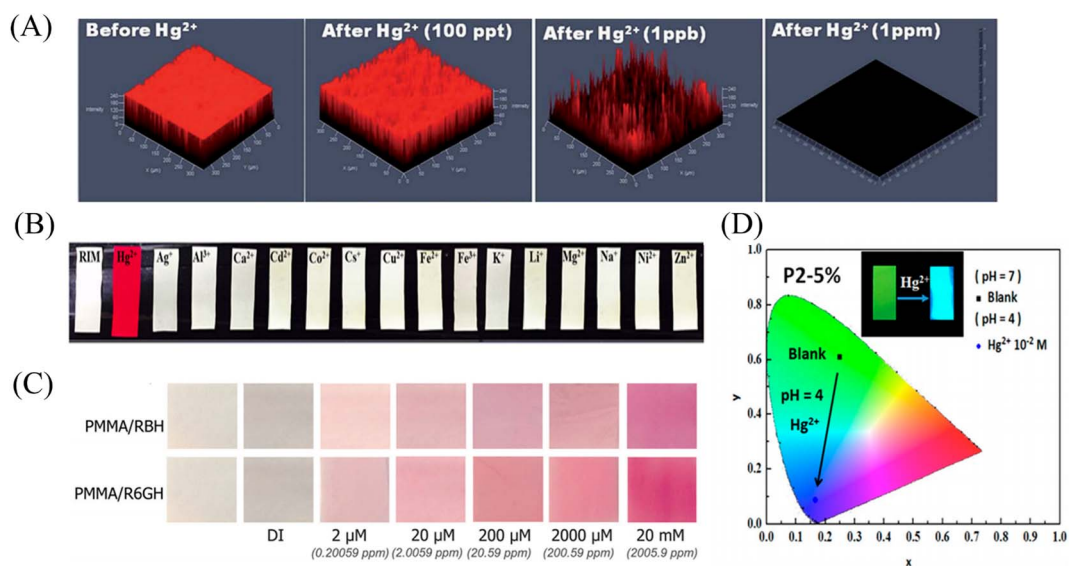 (A)
Before Hg²⁺
After Hg²⁺ (100 ppt)
After Hg²⁺ (1ppb)
After Hg²⁺ (1ppm)
(B)
RIM Hg²⁺ Ag⁺ Al³⁺ Ca²⁺ Cd²⁺ Co²⁺ Cs⁺ Cu²⁺ Fe²⁺ Fe³⁺ K⁺ Li⁺ Mg²⁺ Na⁺ Ni²⁺ Zn²⁺
(C)
PMMA/RBH
PMMA/R6GH
DI 2 µM 20 µM 200 µM 2000 µM 20 mM
(0.20059 ppm) (2.0059 ppm) (20.59 ppm) (200.59 ppm) (2005.9 ppm)
(D)
P2-5%
Hg²⁺
( pH = 7 )
Blank
( pH = 4 )
Hg²⁺ 10⁻² M
Blank
pH = 4
Hg²⁺
y
1.0
0.8
0.6
0.4
0.2
0.0
0.0 0.1 0.2 0.3 0.4 0.5 0.6 0.7 0.8 0.9 1.0
x